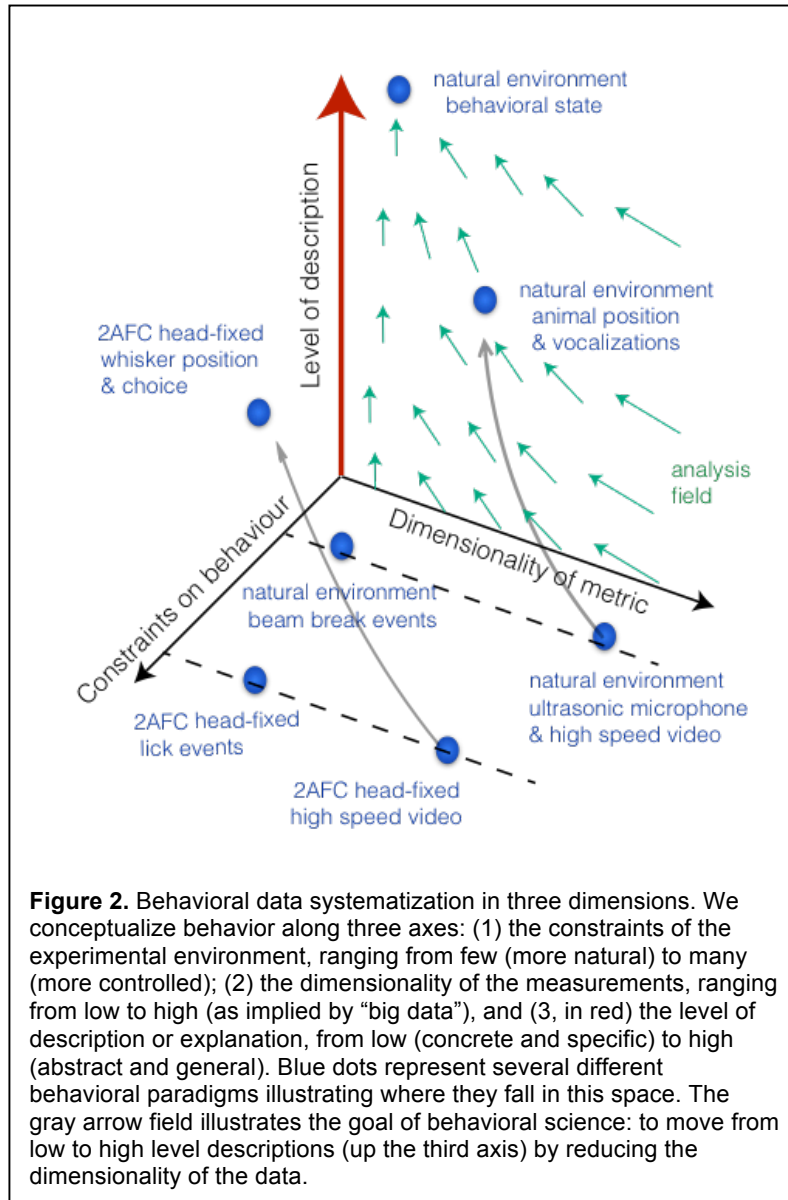 natural environment
behavioral state
Level of description
2AFC head-fixed
whisker position
& choice
natural environment
animal position
& vocalizations
analysis
field
Constraints on behaviour
Dimensionality of metric
natural environment
beam break events
2AFC head-fixed
lick events
natural environment
ultrasonic microphone
& high speed video
2AFC head-fixed
high speed video
Figure 2. Behavioral data systematization in three dimensions. We
conceptualize behavior along three axes: (1) the constraints of the
experimental environment, ranging from few (more natural) to many
(more controlled); (2) the dimensionality of the measurements, ranging
from low to high (as implied by “big data”), and (3, in red) the level of
description or explanation, from low (concrete and specific) to high
(abstract and general). Blue dots represent several different
behavioral paradigms illustrating where they fall in this space. The
gray arrow field illustrates the goal of behavioral science: to move from
low to high level descriptions (up the third axis) by reducing the
dimensionality of the data.